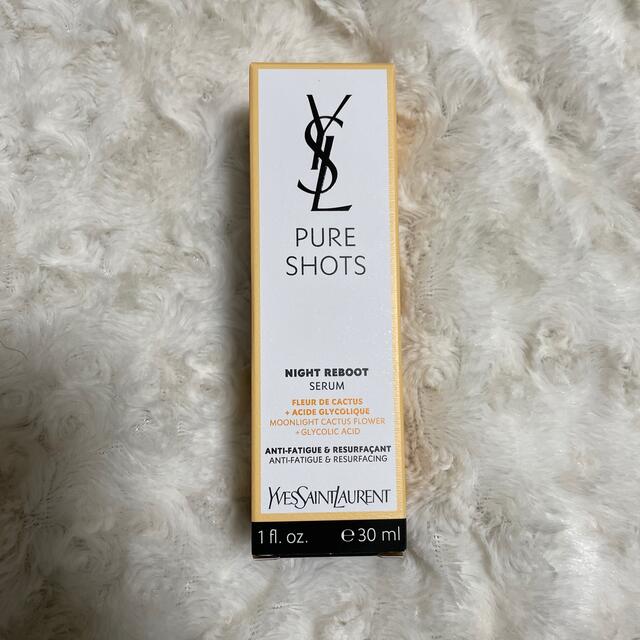 YSL
PURE
SHOTS
NIGHT REBOOT
SERUM
FLEUR DE CACTUS
+ ACIDE GLYCOLIQUE
MOONLIGHT CACTUS FLOWER
+ GLYCOLIC ACID
ANTI-FATIGUE & RESURFAÇANT
ANTI-FATIGUE & RESURFACING
YVESSAINTLAURENT
1 fl. oz. ℮ 30 ml